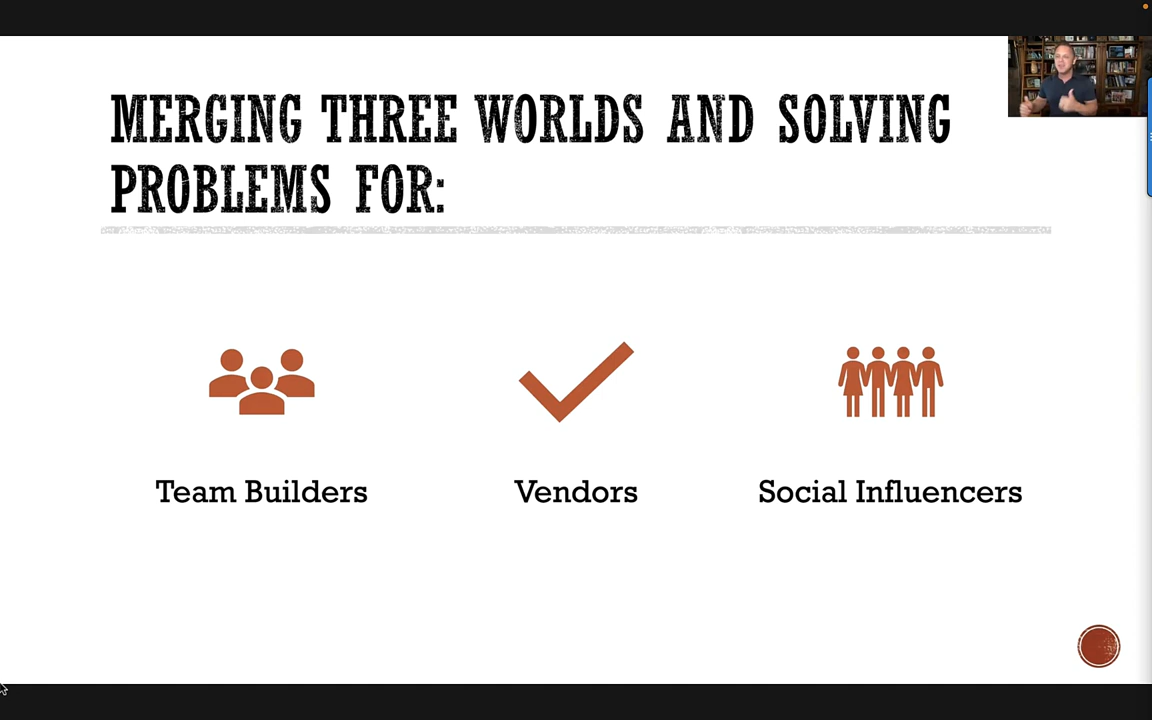 MERGING THREE WORLDS AND SOLVING
PROBLEMS FOR:
Team Builders
Vendors
Social Influencers